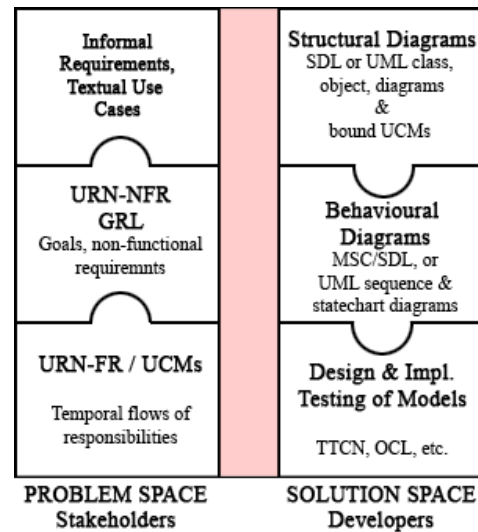 Informal
Requirements,
Textual Use
Cases
URN-NFR
GRL
Goals, non-functional
requiremnts
URN-FR / UCMs
Temporal flows of
responsibilities
PROBLEM SPACE
Stakeholders
Structural Diagrams
SDL or UML class,
object, diagrams
&
bound UCMs
Behavioural
Diagrams
MSC/SDL, or
UML sequence &
statechart diagrams
Design & Impl.
Testing of Models
TTCN, OCL, etc.
SOLUTION SPACE
Developers